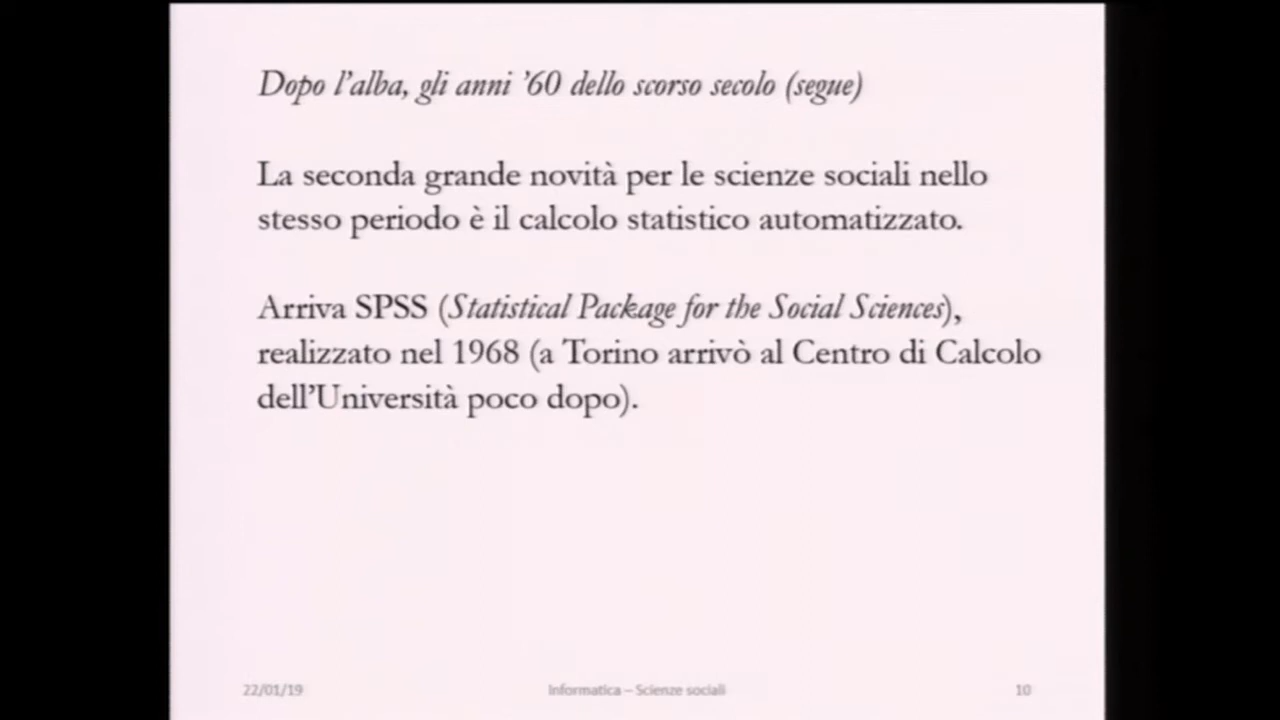 Dopo l'alba, gli anni '60 dello scorso secolo (segue)
La seconda grande novità per le scienze sociali nello
stesso periodo è il calcolo statistico automatizzato.
Arriva SPSS (Statistical Package for the Social Sciences),
realizzato nel 1968 (a Torino arrivò al Centro di Calcolo
dell'Università poco dopo).
22/01/19
Informatica – Scienze sociali
10